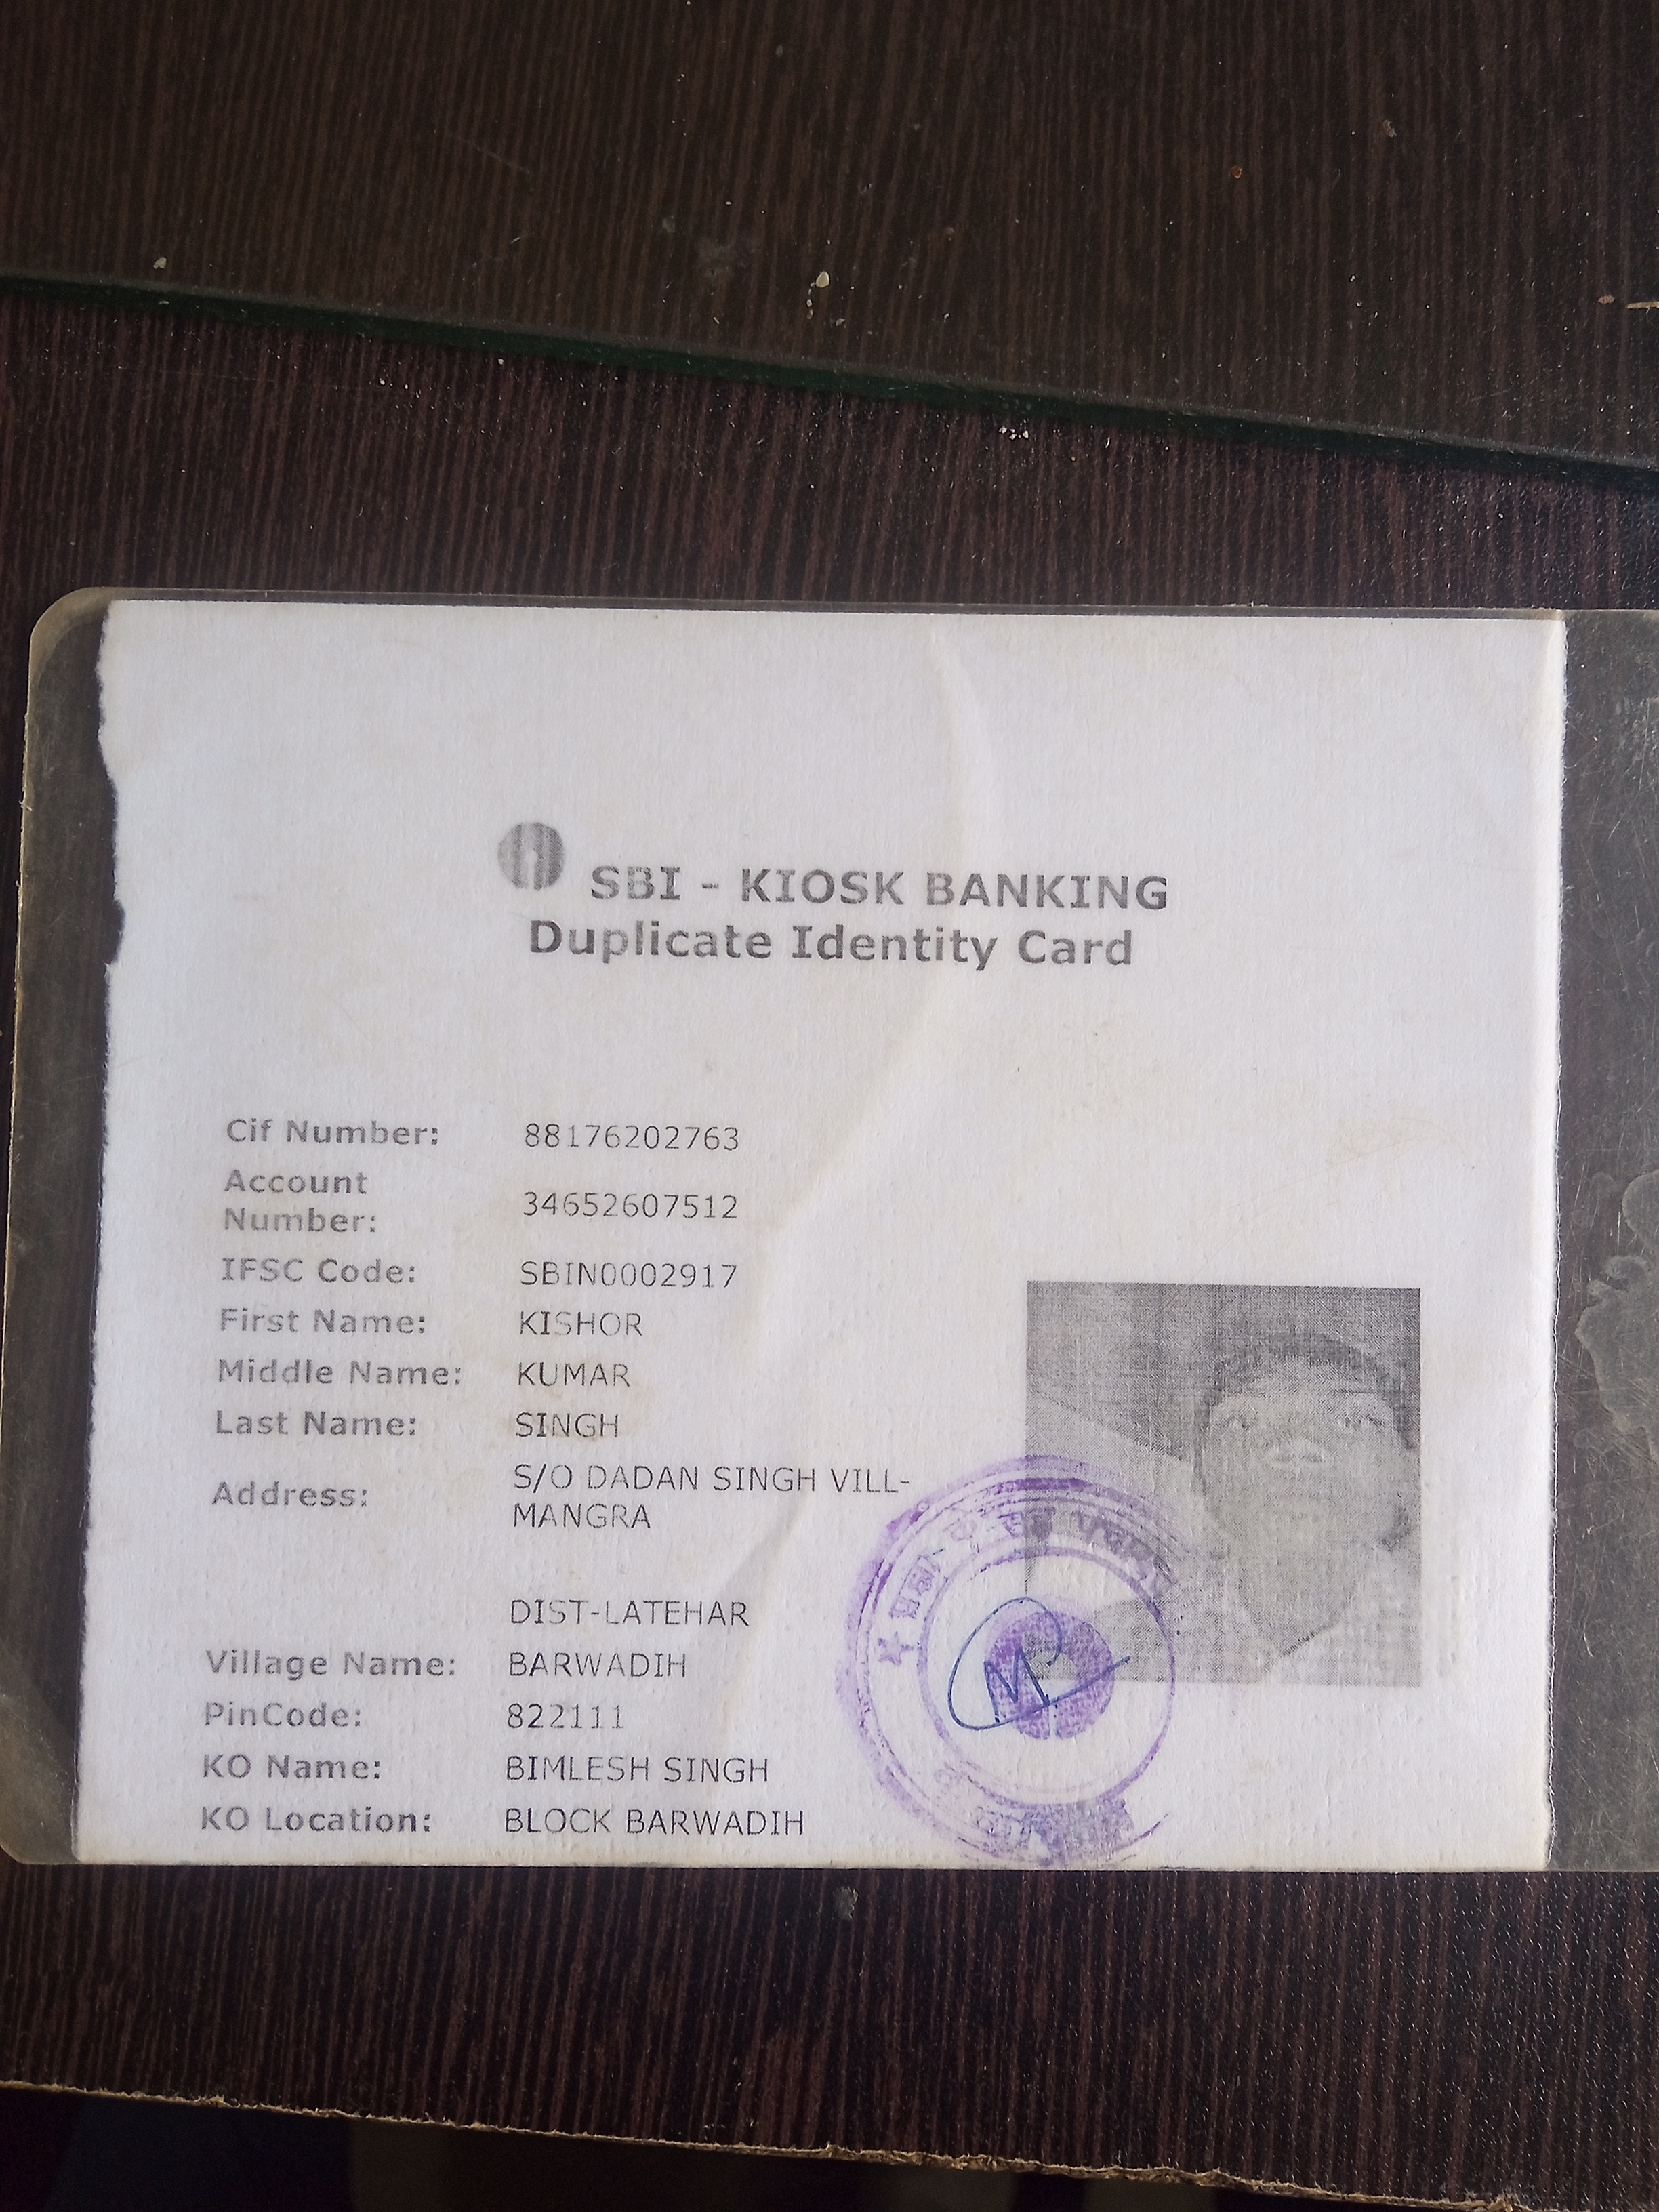 SBI - KIOSK BANKING
Duplicate Identity Card
Cif Number: 88176202763
Account Number: 34652607512
IFSC Code: SBIN0002917
First Name: KISHOR
Middle Name: KUMAR
Last Name: SINGH
Address: S/O DADAN SINGH VILL-
MANGRA
DIST-LATEHAR
Village Name: BARWADIH
PinCode: 822111
KO Name: BIMLESH SINGH
KO Location: BLOCK BARWADIH